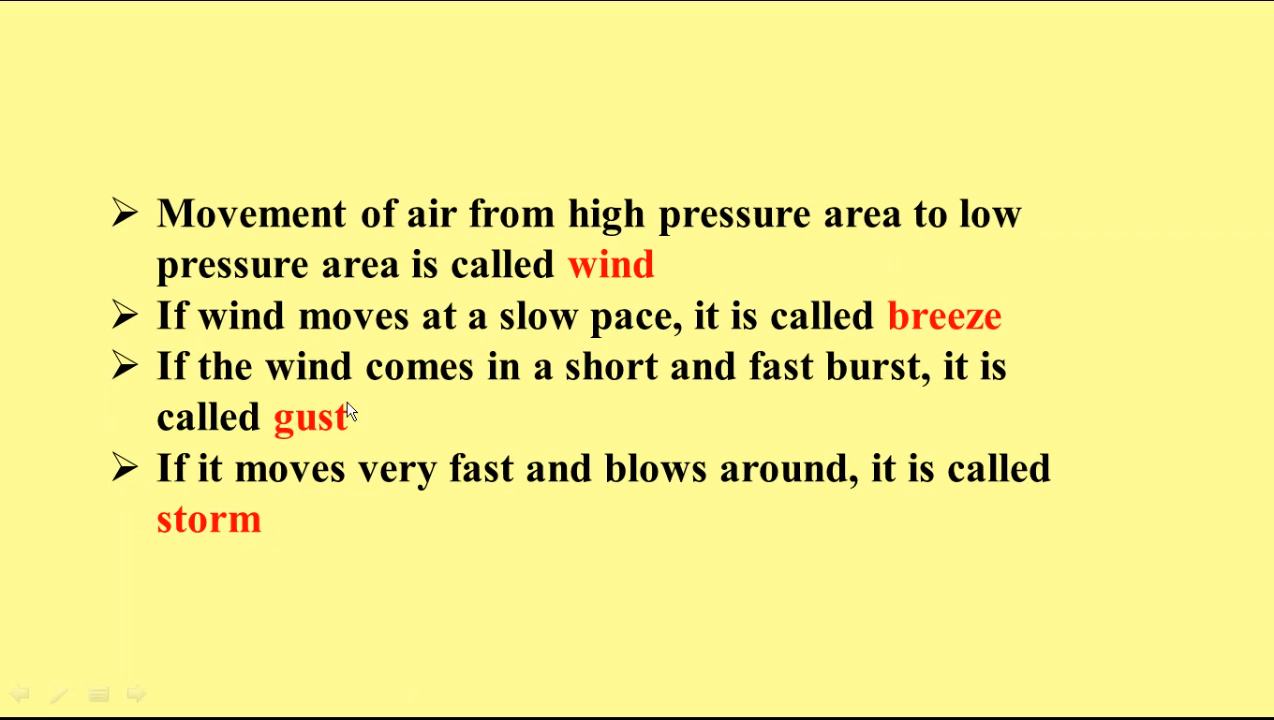 ➢ Movement of air from high pressure area to low
pressure area is called wind
➢ If wind moves at a slow pace, it is called breeze
➢ If the wind comes in a short and fast burst, it is
called gust
➢ If it moves very fast and blows around, it is called
storm